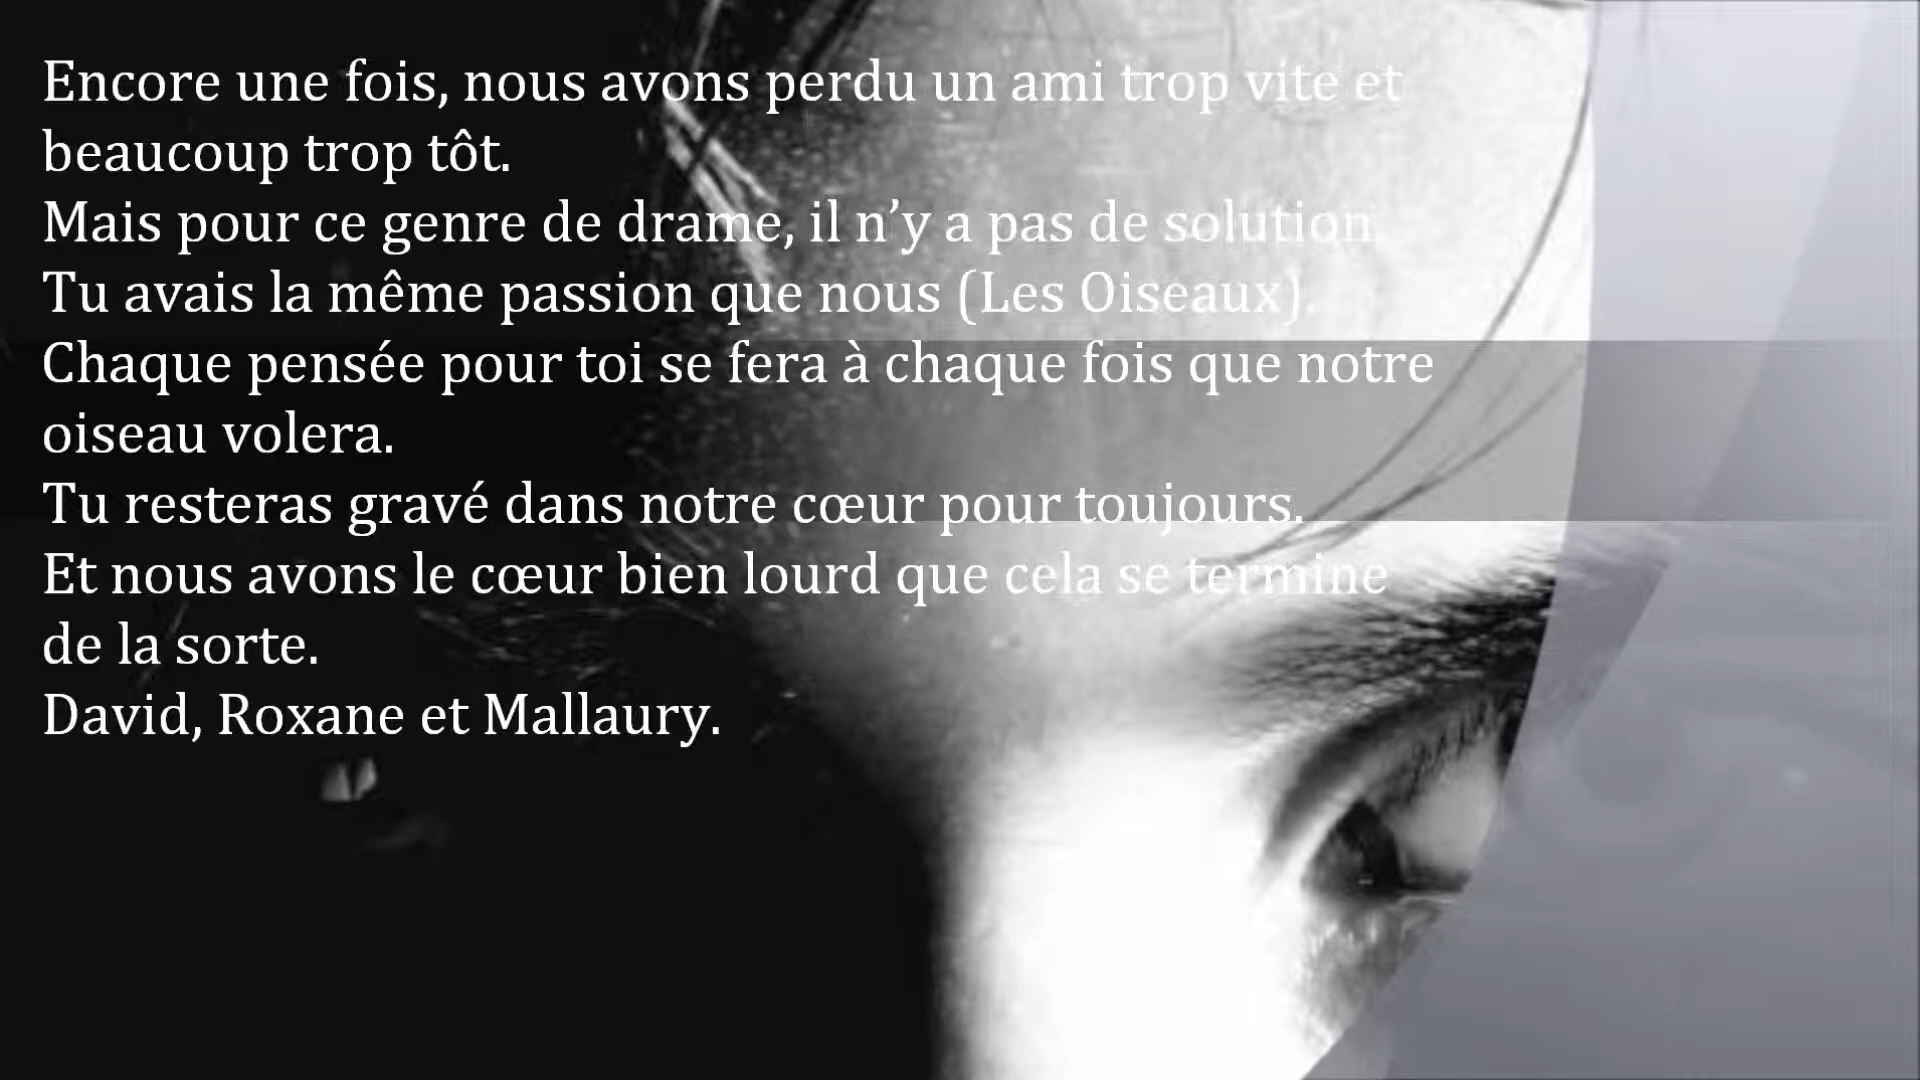 Encore une fois, nous avons perdu un ami trop vite et
beaucoup trop tôt.
Mais pour ce genre de drame, il n’y a pas de solution.
Tu avais la même passion que nous (Les Oiseaux).
Chaque pensée pour toi se fera à chaque fois que notre
oiseau volera.
Tu resteras gravé dans notre cœur pour toujours.
Et nous avons le cœur bien lourd que cela se termine
de la sorte.
David, Roxane et Mallaury.